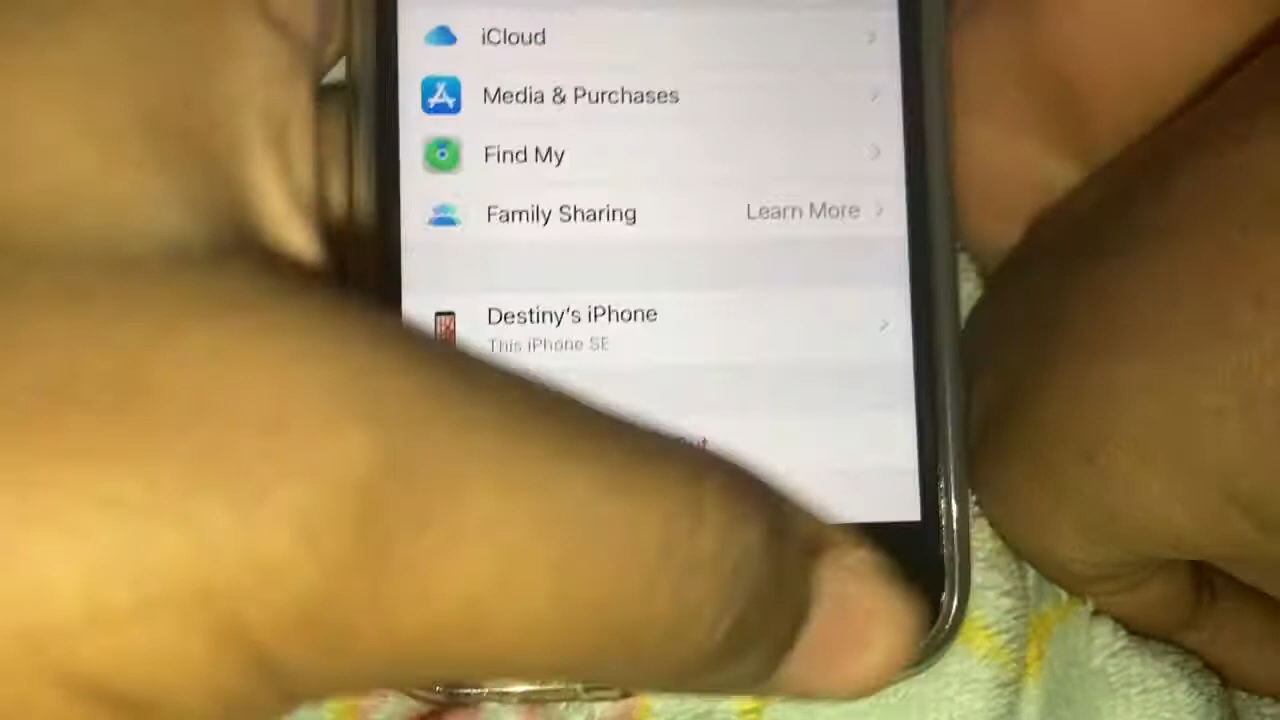 iCloud
Media & Purchases
Find My
Family Sharing Learn More
Destiny's iPhone
This iPhone SE